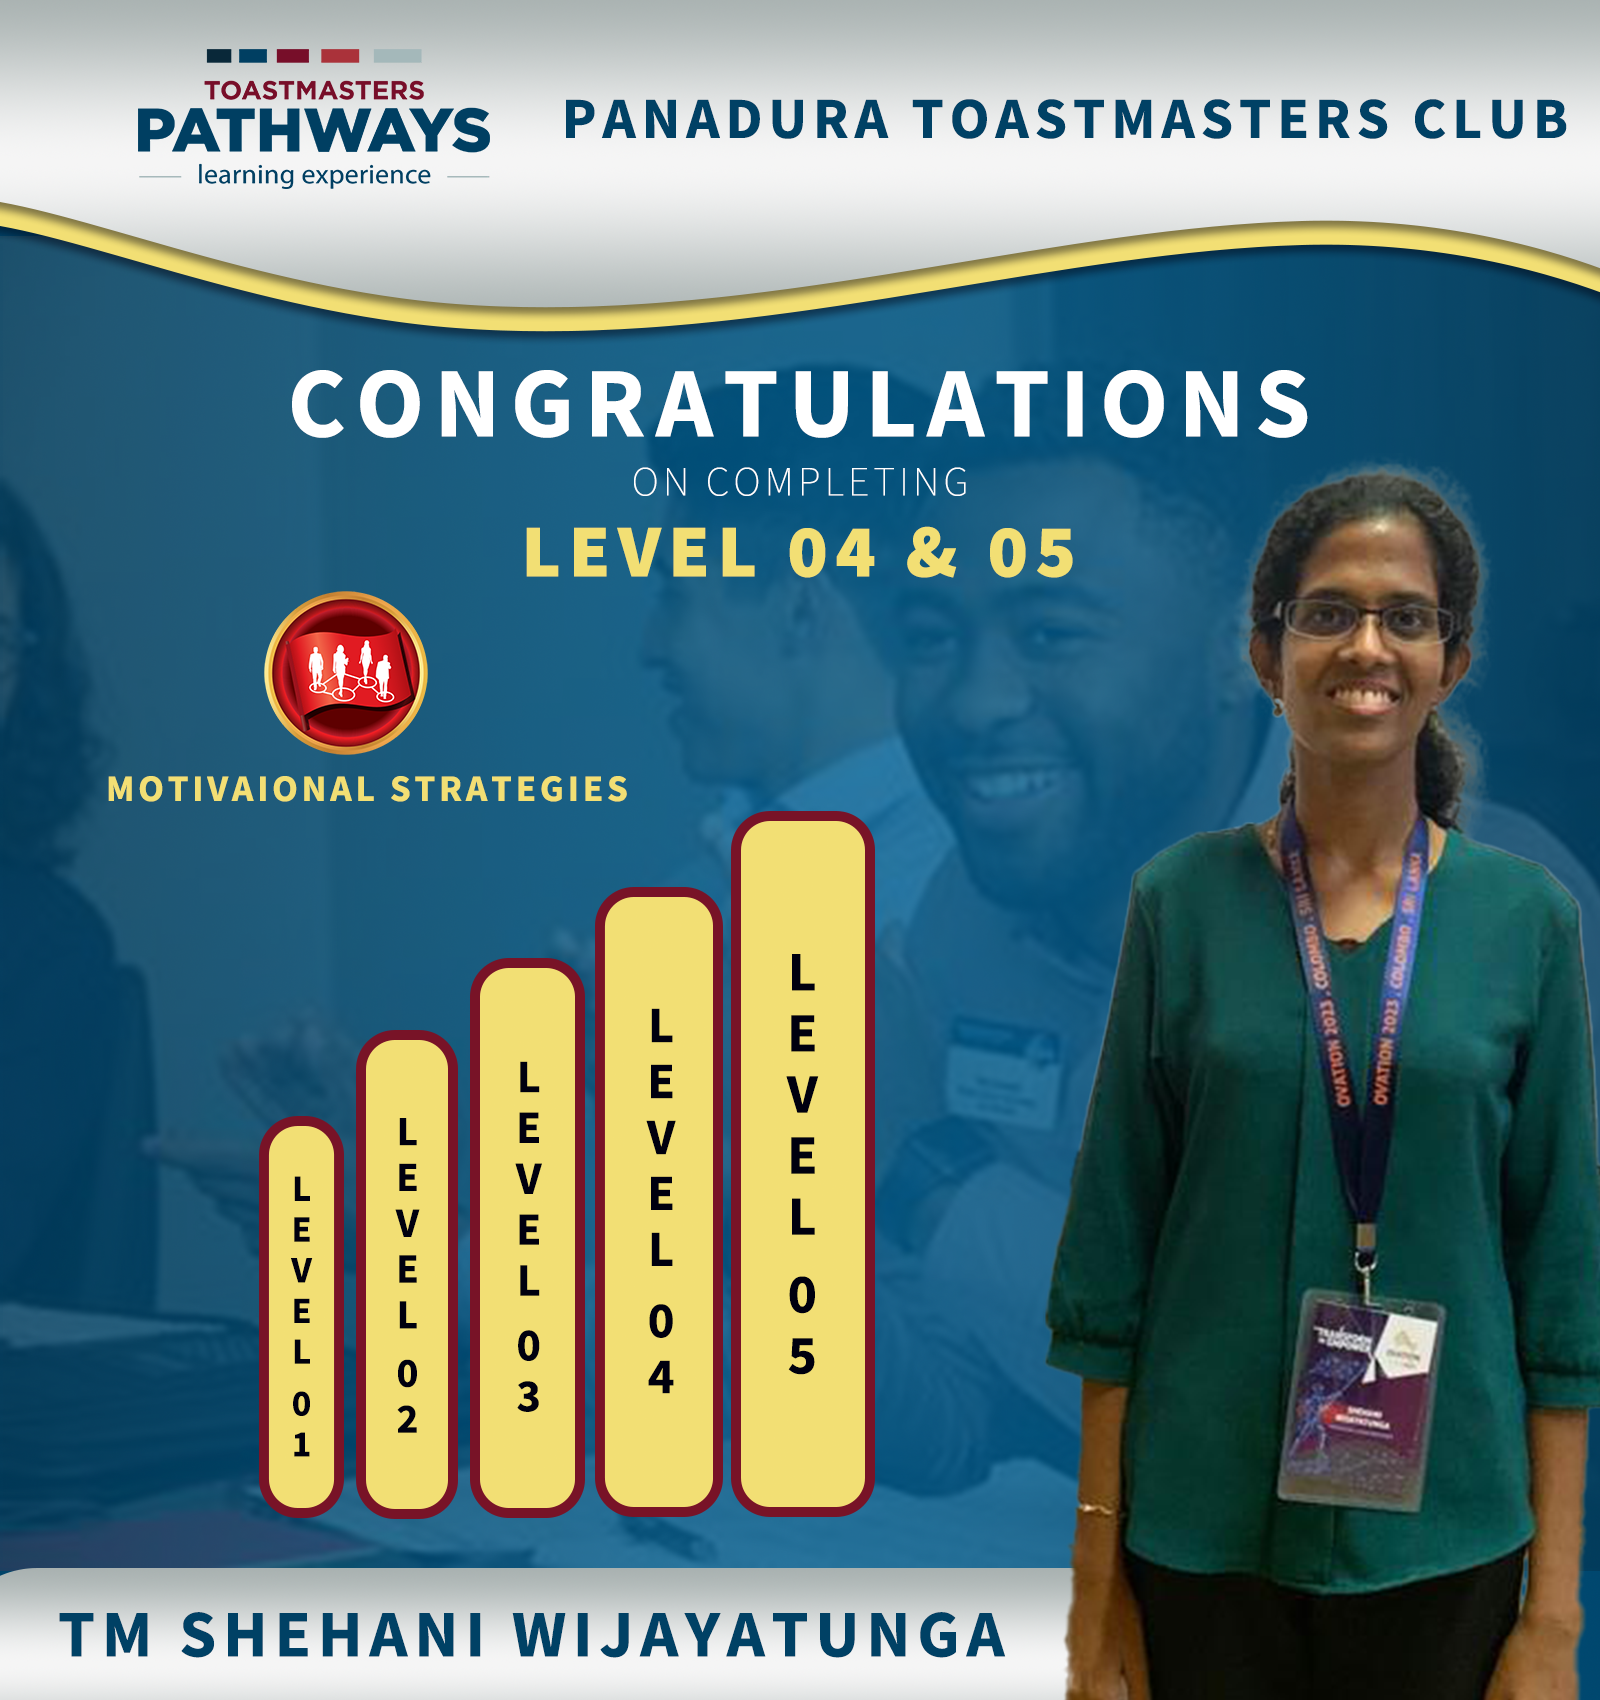 TOASTMASTERS
PATHWAYS
learning experience
PANADURA TOASTMASTERS CLUB
CONGRATULATIONS
ON COMPLETING
LEVEL 04 & 05
MOTIVAIONAL STRATEGIES
LEVEL 01
LEVEL 02
LEVEL 03
LEVEL 04
LEVEL 05
OVATION 2023 . COLOMBO . SRI LANKA
OVATION 2023 . COLOMBO . SRI LANKA
SHEHANI
WIJAYATUNGA
TM SHEHANI WIJAYATUNGA